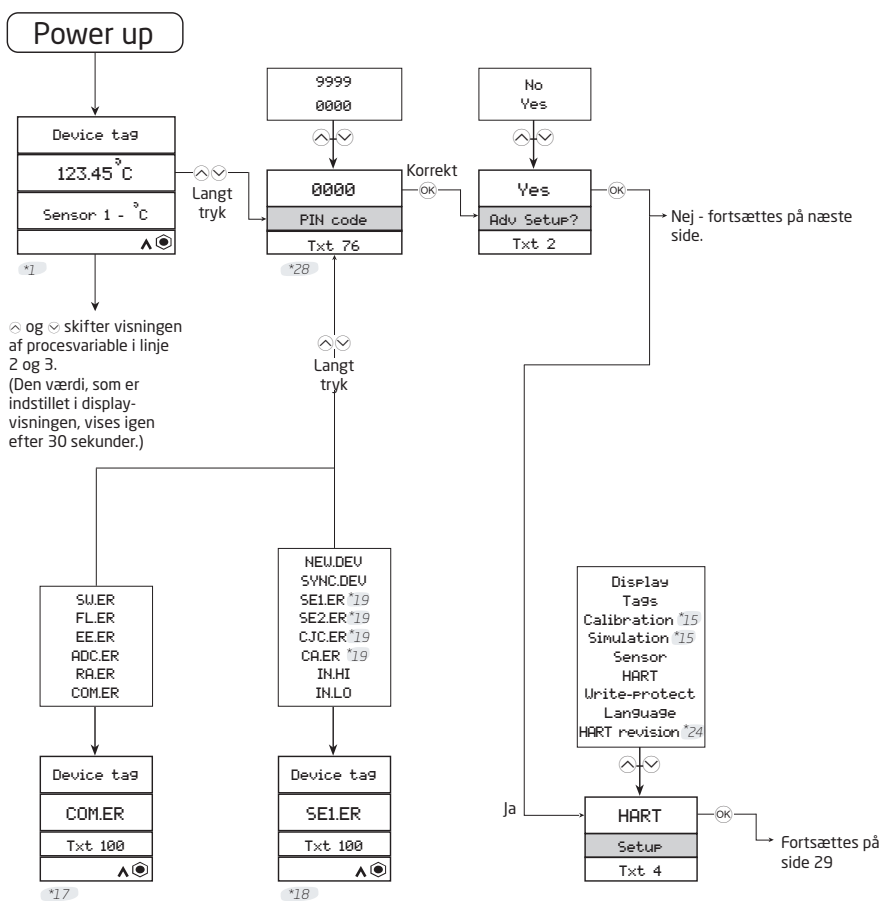 Power up
Device tag
123.45 °C
Sensor 1 - °C
*1
og skifter visningen
af procesvariable i linje
2 og 3.
(Den værdi, som er
indstillet i display-
visningen, vises igen
efter 30 sekunder.)
Langt
tryk
9999
0000
0000
PIN code
Txt 76
*28
Korrekt
OK
No
Yes
Yes
Adv Setup?
Txt 2
OK
Nej - fortsættes på næste
side.
Langt
tryk
SW.ER
FL.ER
EE.ER
ADC.ER
RA.ER
COM.ER
Device tag
COM.ER
Txt 100
*17
NEW.DEV
SYNC.DEV
SE1.ER *19
SE2.ER *19
CJC.ER *19
CA.ER *19
IN.HI
IN.LO
Device tag
SE1.ER
Txt 100
*18
Display
Tags
Calibration *15
Simulation *15
Sensor
HART
Write-protect
Language
HART revision *24
Ja
HART
Setup
Txt 4
OK
Fortsættes på
side 29